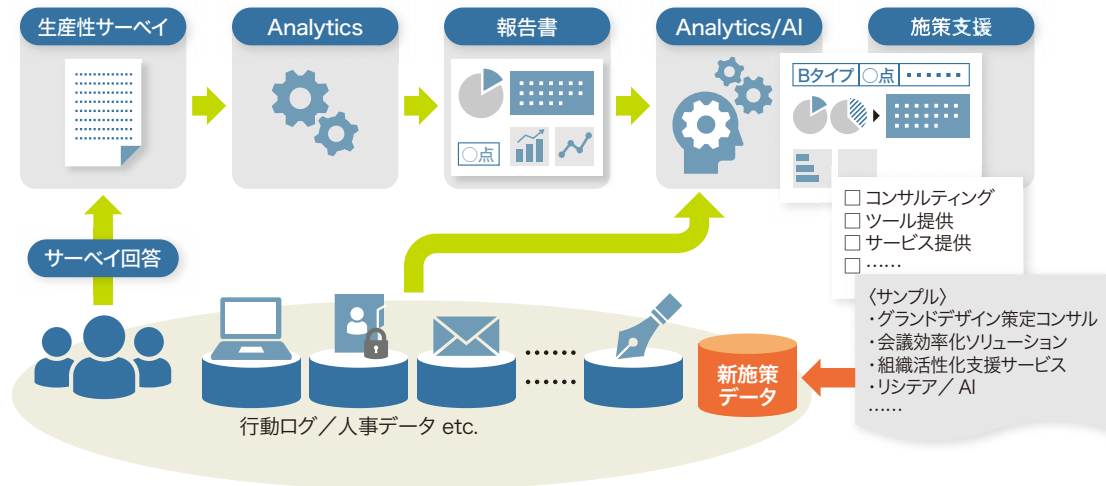 生産性サーベイ
Analytics
報告書
Analytics/AI
施策支援
○点
Bタイプ ○点 ・・・・・・
□ コンサルティング
□ ツール提供
□ サービス提供
□ ……
サーベイ回答
〈サンプル〉
・グランドデザイン策定コンサル
・会議効率化ソリューション
・組織活性化支援サービス
・リシテア／ AI
……
……
……
新施策
データ
行動ログ／人事データ etc.